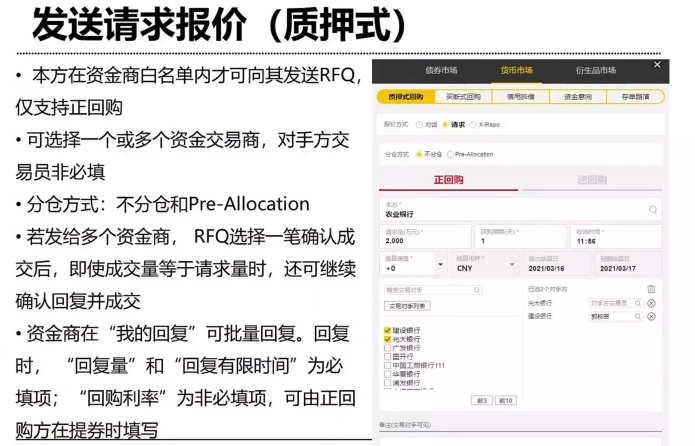 发送请求报价（质押式）
• 本方在资金商白名单内才可向其发送RFQ，
仅支持正回购
• 可选择一个或多个资金交易商，对手方交
易员非必填
• 分仓方式：不分仓和Pre-Allocation
• 若发给多个资金商， RFQ选择一笔确认成
交后，即使成交量等于请求量时，还可继续
确认回复并成交
• 资金商在“我的回复”可批量回复。回复
时， “回复量”和“回复有限时间”为必
填项；“回购利率”为非必填项，可由正回
购方在提券时填写
债券市场 货币市场 衍生品市场
质押式回购 买断式回购 信用拆借 资金意向 存单路演
报价方式 对话 请求 X-Repo
分仓方式 不分仓 Pre-Allocation
正回购 逆回购
本方*
农业银行
请求量(万元)* 回购期限(天)* 有效时间*
2,000 1 11:56
清算速度* 结算币种* 首次结算日 到期结算日
+0 CNY 2021/03/16 2021/03/17
搜索交易对手 已选2个对手方
交易对手列表 光大银行 对手方交易员
建设银行
建设银行
光大银行
广发银行
国开行
中国工商银行111
华夏银行
浦发银行
前3 前10
备注(交易对手可见)